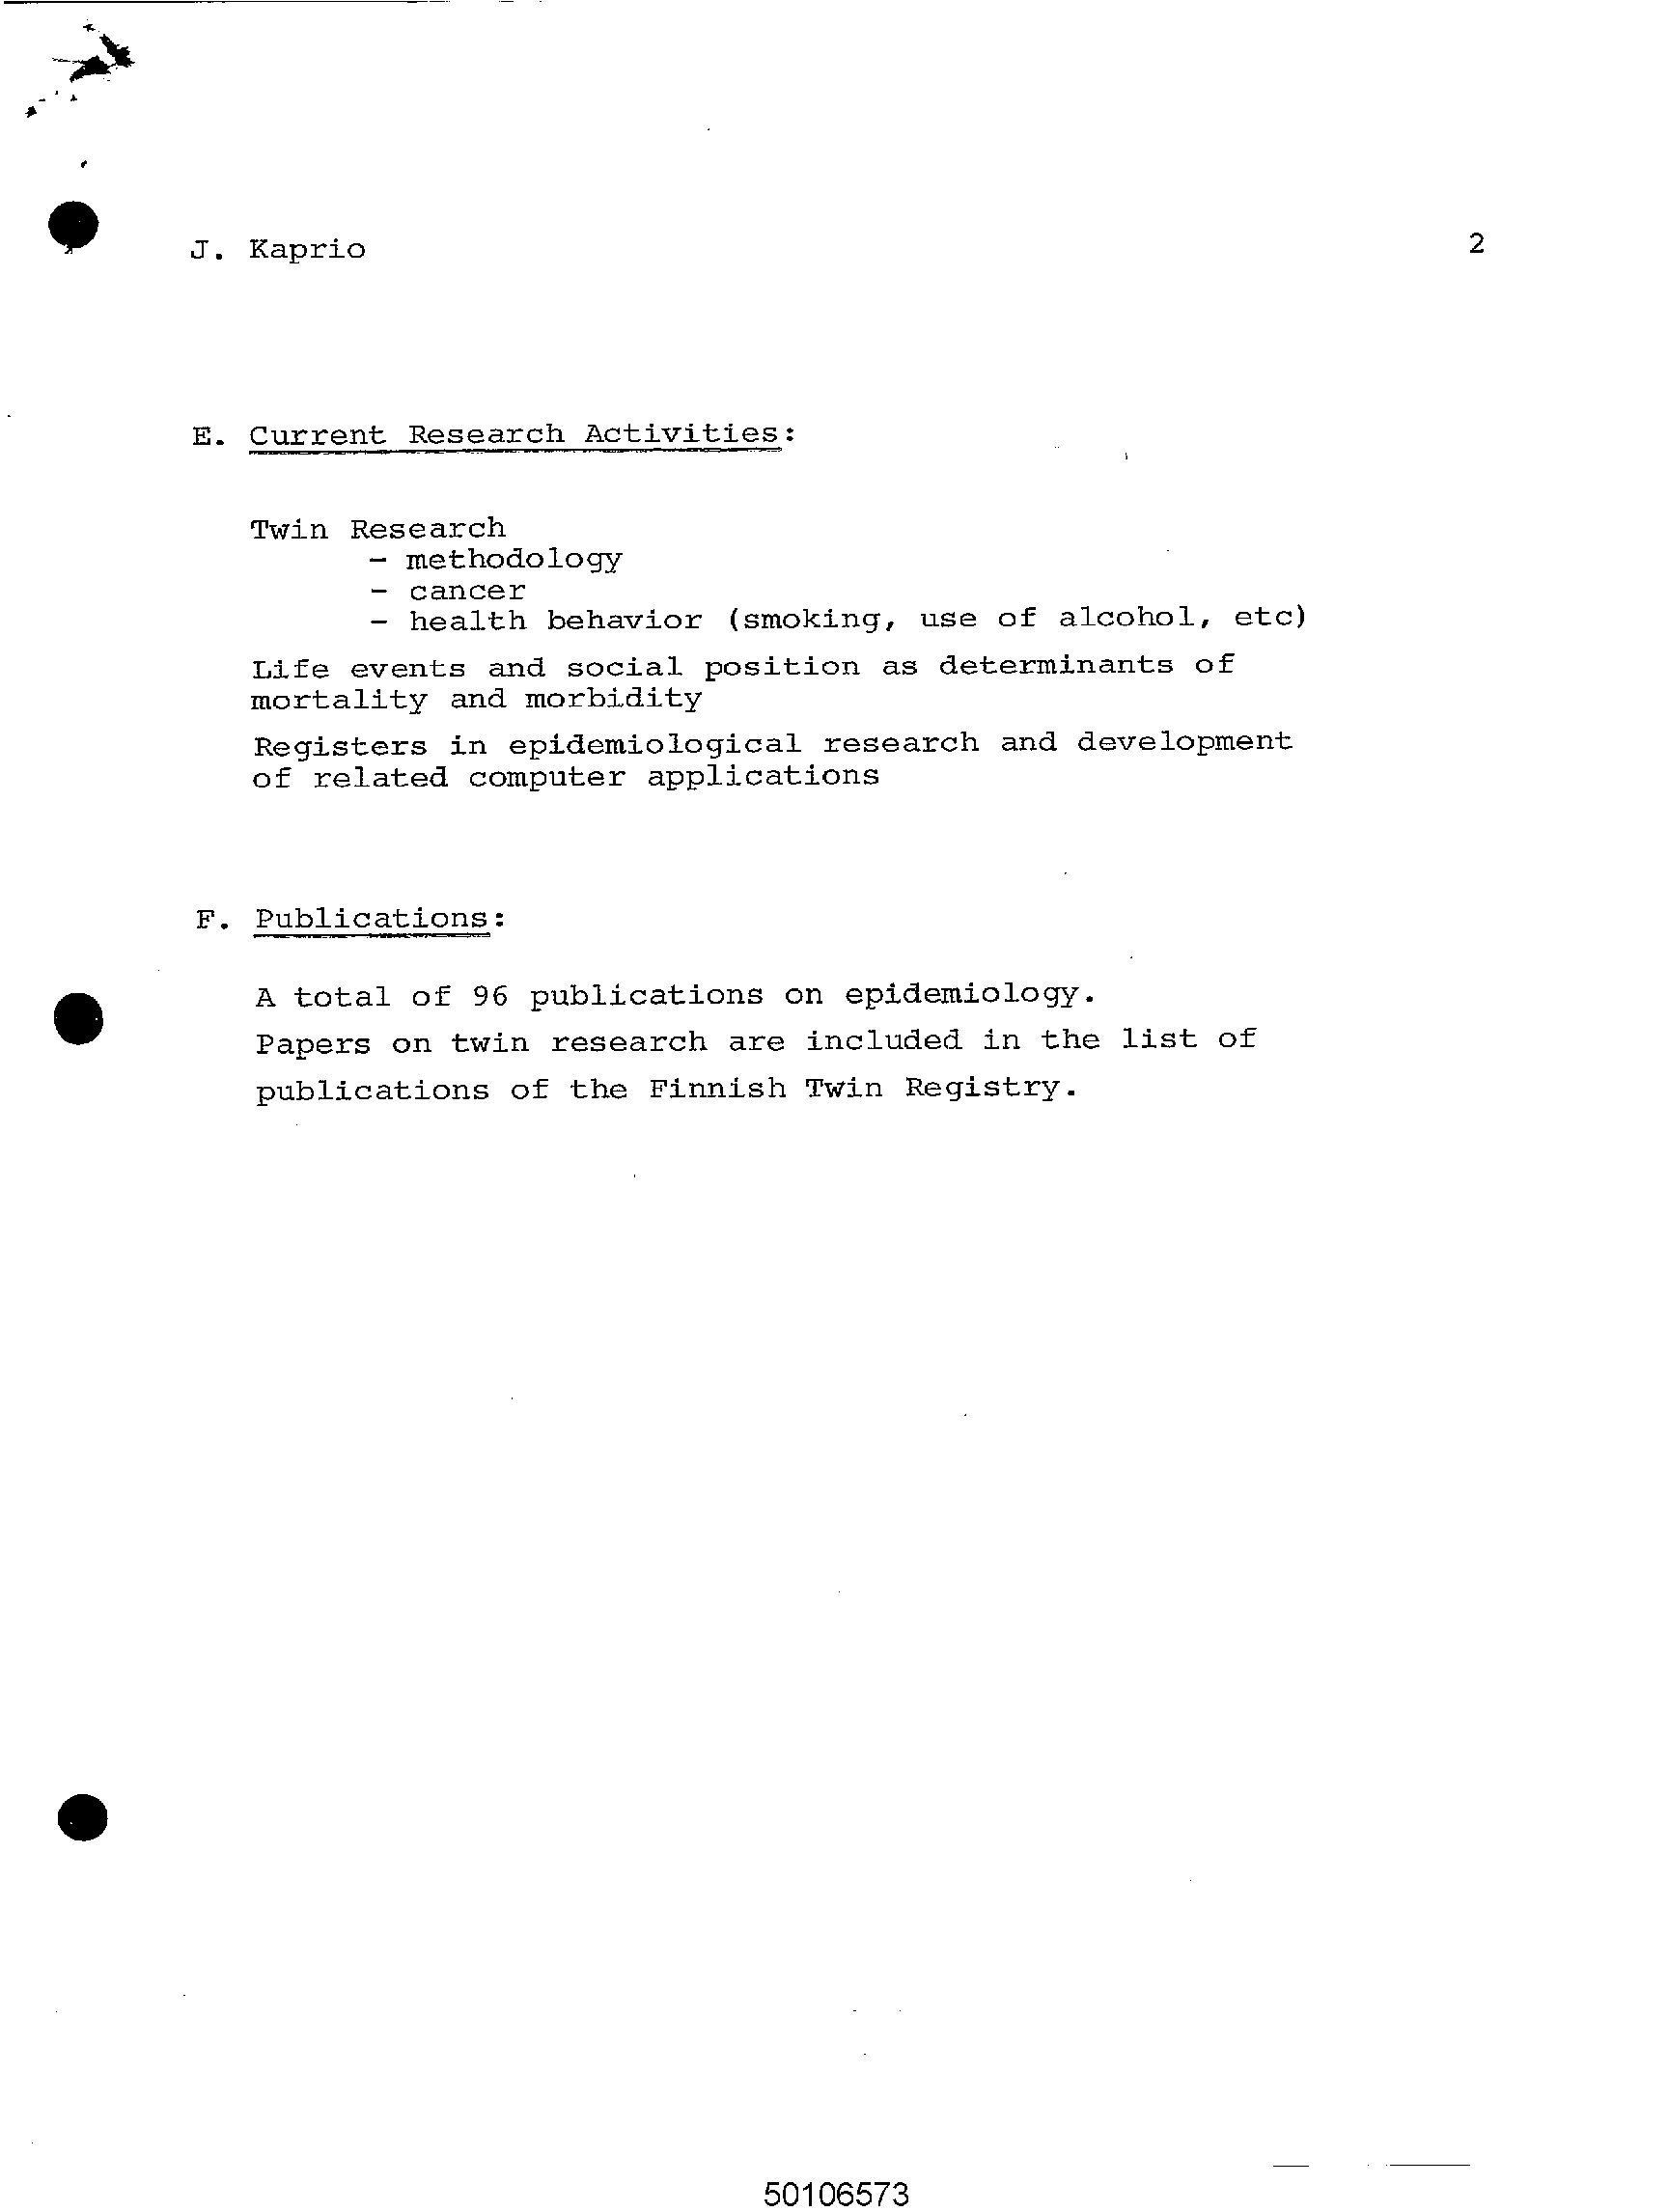 J. Kaprio 2
E. Current Research Activities:
Twin Research
- methodology
- cancer
- health behavior (smoking, use of alcohol, etc)
Life events and social position as determinants of
mortality and morbidity
Registers in epidemiological research and development
of related computer applications
F. Publications:
A total of 96 publications on epidemiology.
Papers on twin research are included in the list of
publications of the Finnish Twin Registry.
50106573